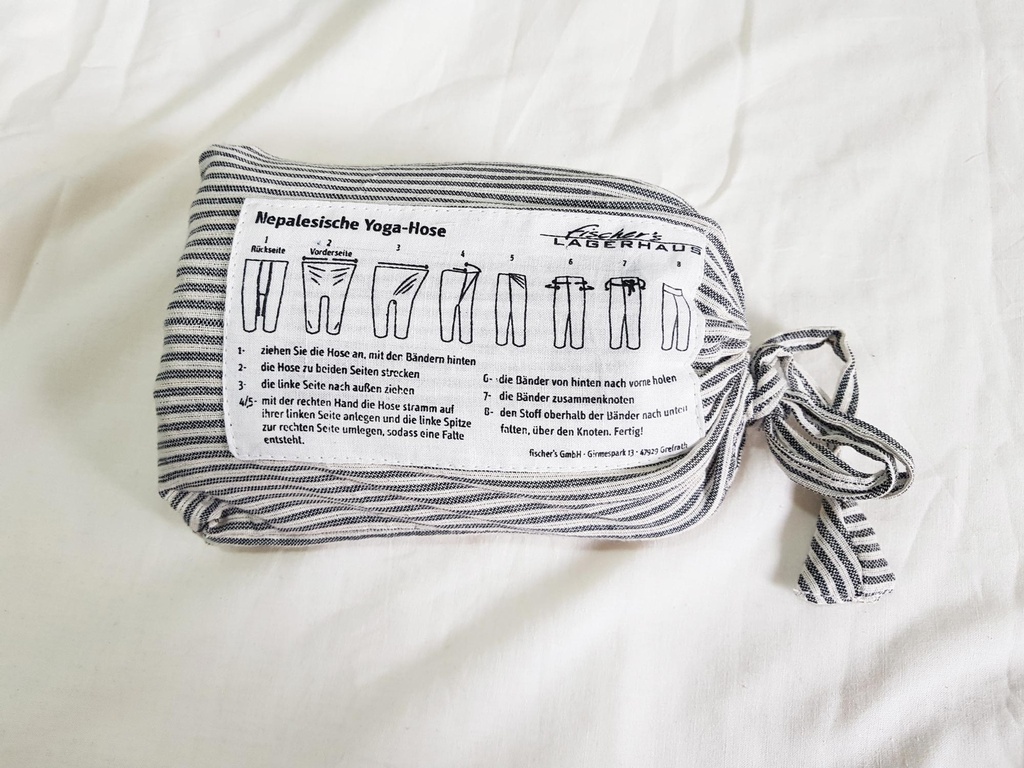 Nepalesische Yoga-Hose
Fischer's
LAGERHAUS
1 2 3 4 5 6 7 8
Rückseite Vorderseite
1- ziehen Sie die Hose an, mit den Bändern hinten
2- die Hose zu beiden Seiten strecken
3- die linke Seite nach außen ziehen
4/5- mit der rechten Hand die Hose stramm auf
ihrer linken Seite anlegen und die linke Spitze
zur rechten Seite umlegen, sodass eine Falte
entsteht.
6- die Bänder von hinten nach vorne holen
7- die Bänder zusammenknoten
8- den Stoff oberhalb der Bänder nach unten
falten, über den Knoten. Fertig!
fischer's GmbH · Girmespark 13 · 47929 Grefrath